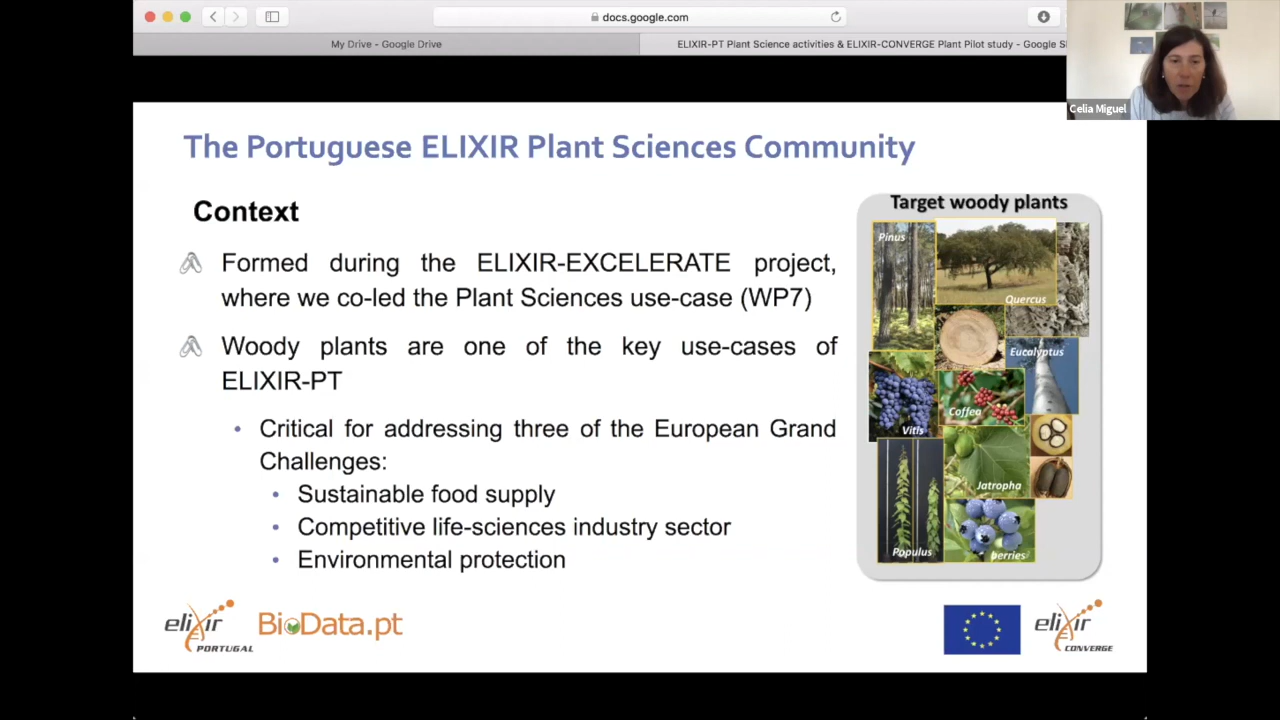 docs.google.com
My Drive - Google Drive
ELIXIR-PT Plant Science activities & ELIXIR-CONVERGE Plant Pilot study - Google Sl
Celia Miguel
The Portuguese ELIXIR Plant Sciences Community
Context
Formed during the ELIXIR-EXCELERATE project,
where we co-led the Plant Sciences use-case (WP7)
Woody plants are one of the key use-cases of
ELIXIR-PT
• Critical for addressing three of the European Grand
Challenges:
• Sustainable food supply
• Competitive life-sciences industry sector
• Environmental protection
Target woody plants
Pinus
Quercus
Eucalyptus
Coffea
Vitis
Jatropha
Populus
berries
elixir
PORTUGAL
BioData.pt
elixir
CONVERGE